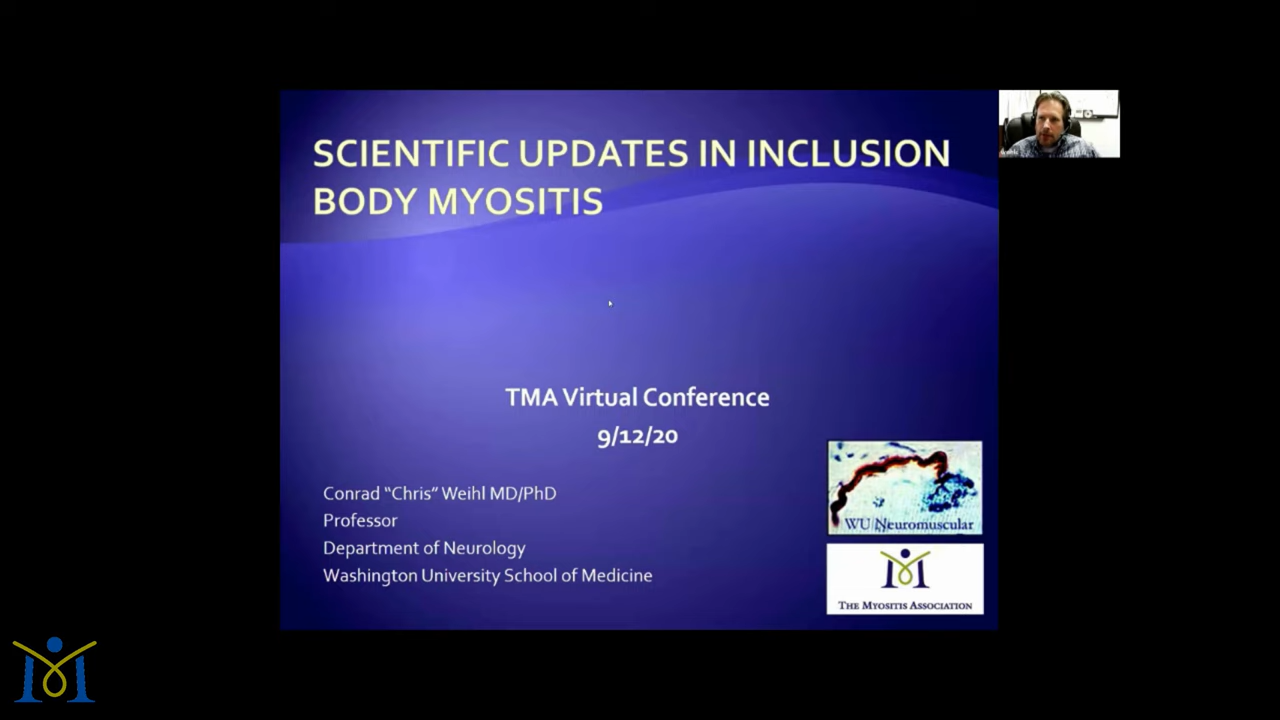 SCIENTIFIC UPDATES IN INCLUSION
BODY MYOSITIS
TMA Virtual Conference
9/12/20
Conrad “Chris” Weihl MD/PhD
Professor
Department of Neurology
Washington University School of Medicine
WU Neuromuscular
THE MYOSITIS ASSOCIATION